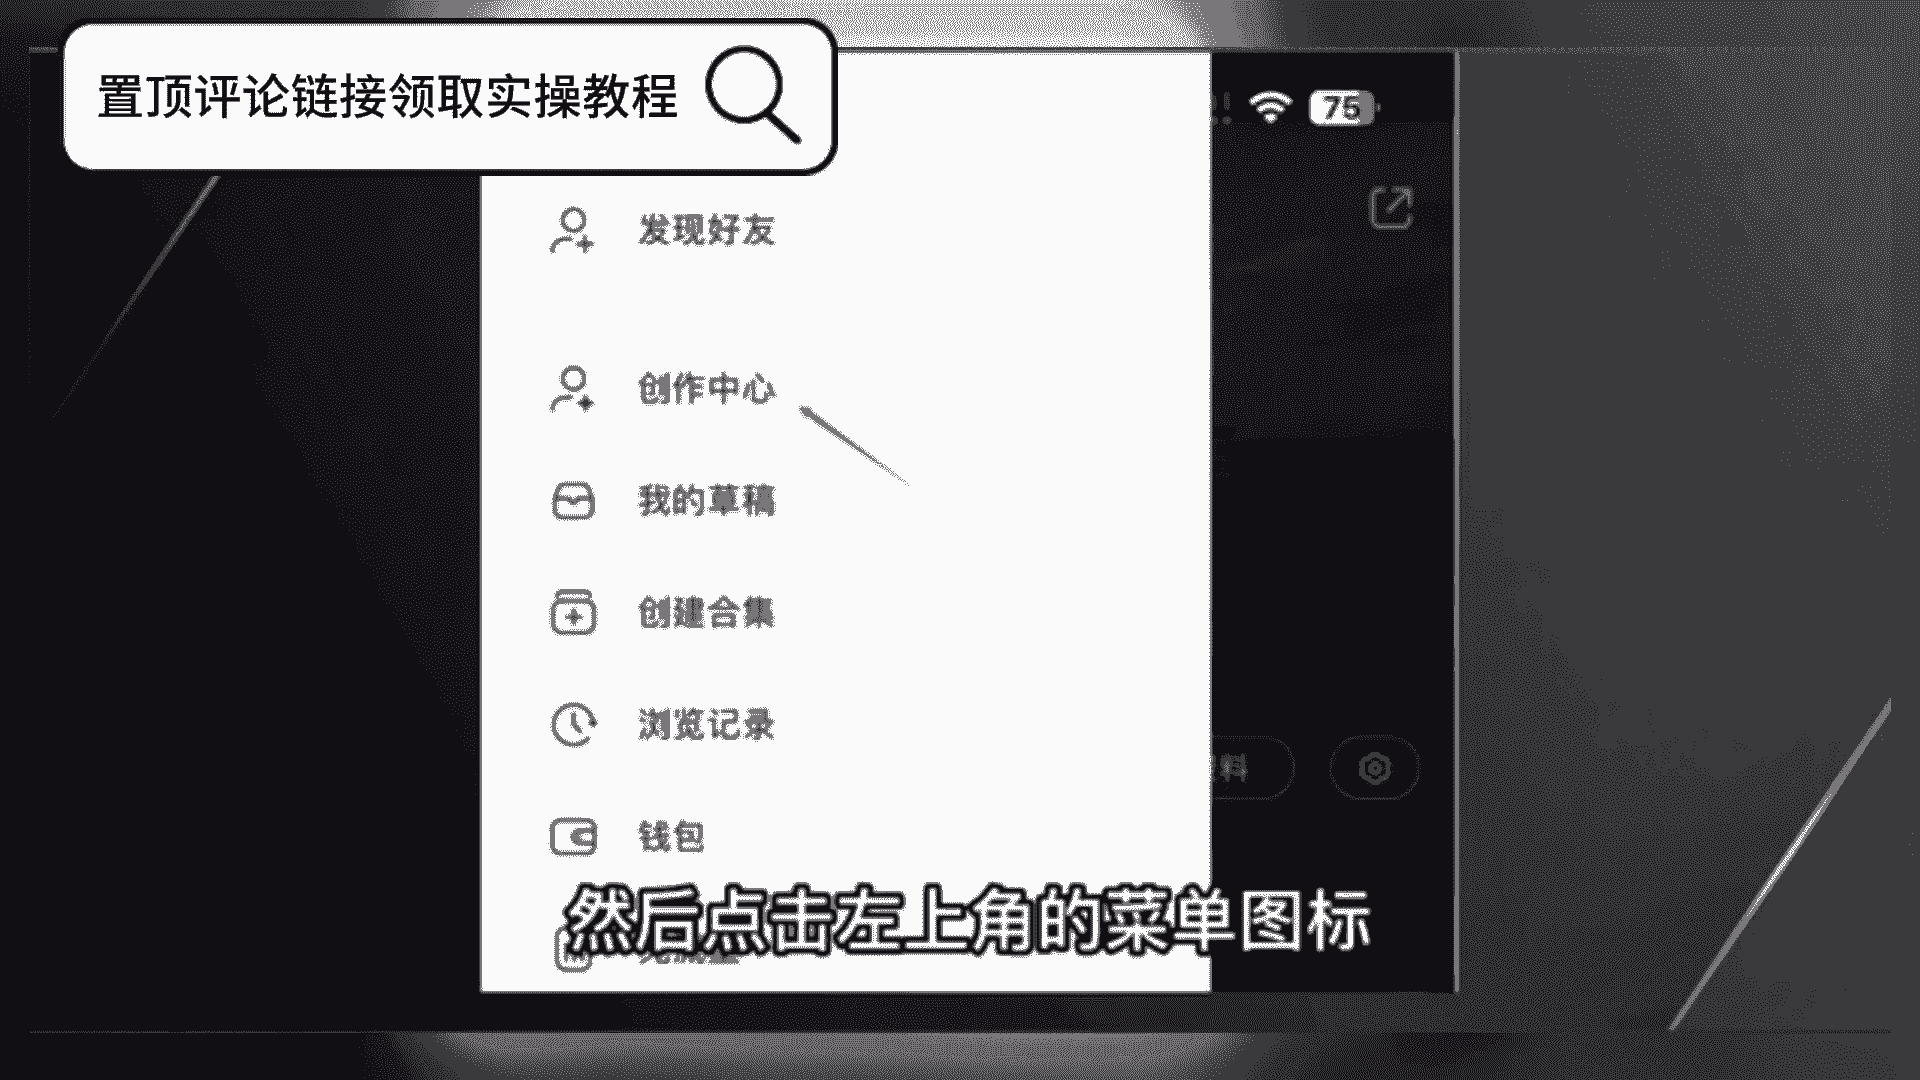 置顶评论链接领取实操教程
75
发现好友
创作中心
我的草稿
创建合集
浏览记录
料
钱包
然后点击左上角的菜单图标